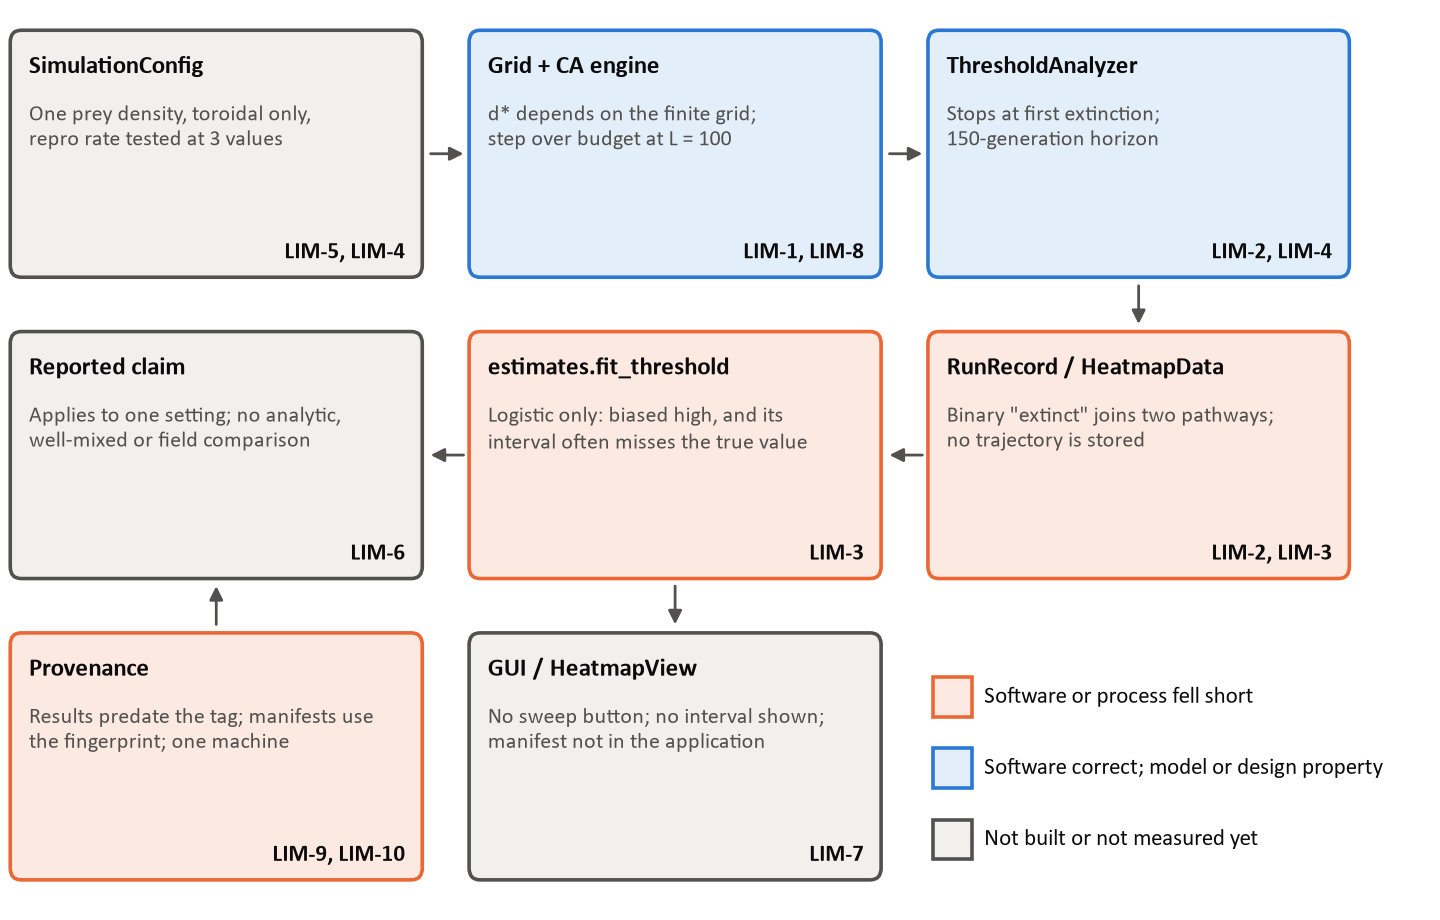 SimulationConfig
One prey density, toroidal only,
repro rate tested at 3 values
LIM-5, LIM-4
Grid + CA engine
d* depends on the finite grid;
step over budget at L = 100
LIM-1, LIM-8
ThresholdAnalyzer
Stops at first extinction;
150-generation horizon
LIM-2, LIM-4
Reported claim
Applies to one setting; no analytic,
well-mixed or field comparison
LIM-6
estimates.fit_threshold
Logistic only: biased high, and its
interval often misses the true value
LIM-3
RunRecord / HeatmapData
Binary "extinct" joins two pathways;
no trajectory is stored
LIM-2, LIM-3
Provenance
Results predate the tag; manifests use
the fingerprint; one machine
LIM-9, LIM-10
GUI / HeatmapView
No sweep button; no interval shown;
manifest not in the application
LIM-7
Software or process fell short
Software correct; model or design property
Not built or not measured yet